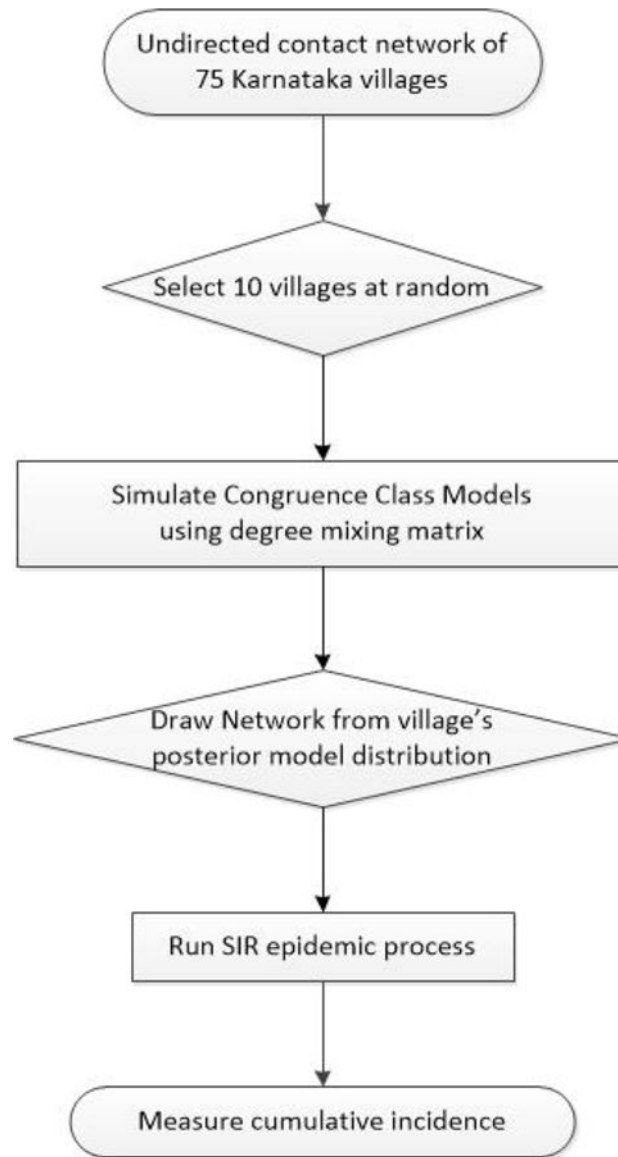 Undirected contact network of
75 Karnataka villages
Select 10 villages at random
Simulate Congruence Class Models
using degree mixing matrix
Draw Network from village’s
posterior model distribution
Run SIR epidemic process
Measure cumulative incidence